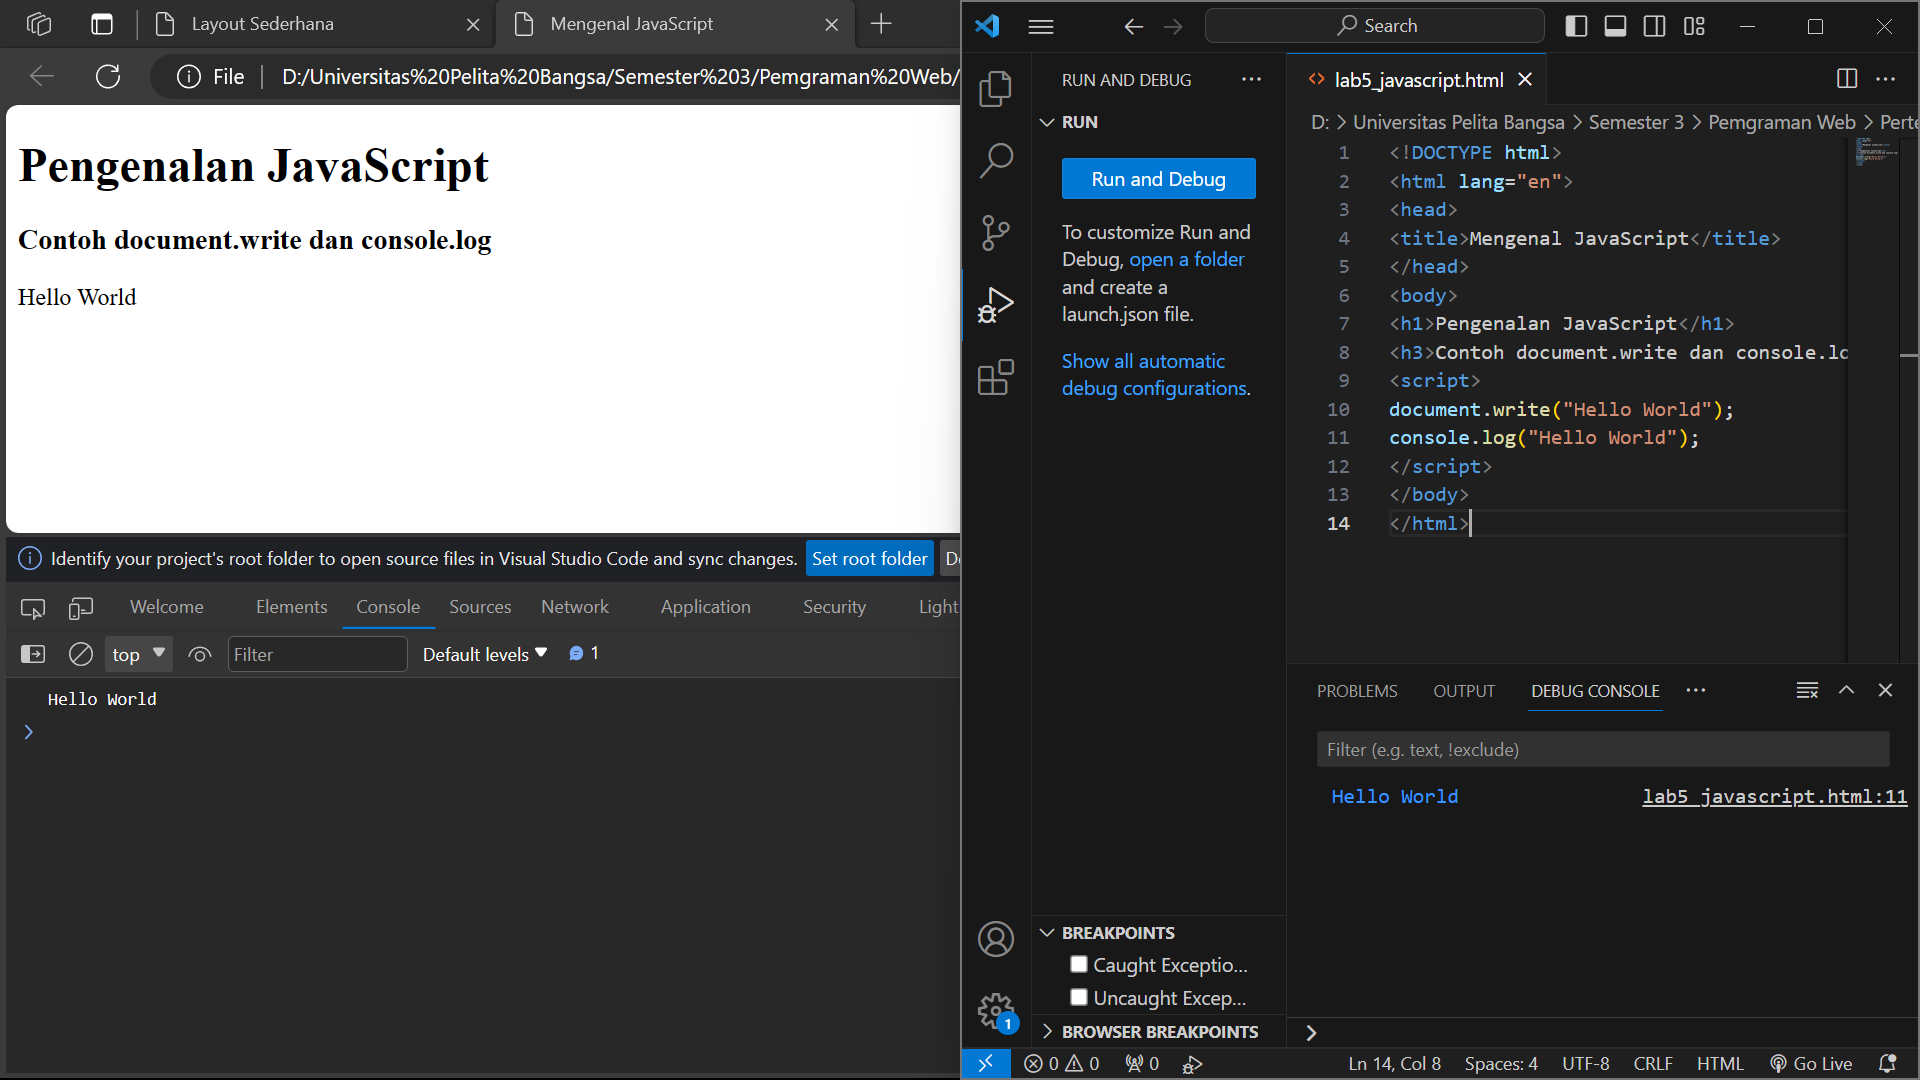 Layout Sederhana
Mengenal JavaScript
File
D:/Universitas%20Pelita%20Bangsa/Semester%203/Pemgraman%20Web/
Pengenalan JavaScript
Contoh document.write dan console.log
Hello World
Identify your project's root folder to open source files in Visual Studio Code and sync changes.
Set root folder
Welcome
Elements
Console
Sources
Network
Application
Security
Light
top
Filter
Default levels
1
Hello World
Search
RUN AND DEBUG
RUN
Run and Debug
To customize Run and
Debug, open a folder
and create a
launch.json file.
Show all automatic
debug configurations.
BREAKPOINTS
Caught Exceptio...
Uncaught Excep...
BROWSER BREAKPOINTS
1
lab5_javascript.html
D: > Universitas Pelita Bangsa > Semester 3 > Pemgraman Web > Perte
1 <!DOCTYPE html>
2 <html lang="en">
3 <head>
4 <title>Mengenal JavaScript</title>
5 </head>
6 <body>
7 <h1>Pengenalan JavaScript</h1>
8 <h3>Contoh document.write dan console.lo
9 <script>
10 document.write("Hello World");
11 console.log("Hello World");
12 </script>
13 </body>
14 </html>
PROBLEMS
OUTPUT
DEBUG CONSOLE
Filter (e.g. text, !exclude)
Hello World
lab5_javascript.html:11
0
0
0
Ln 14, Col 8
Spaces: 4
UTF-8
CRLF
HTML
Go Live